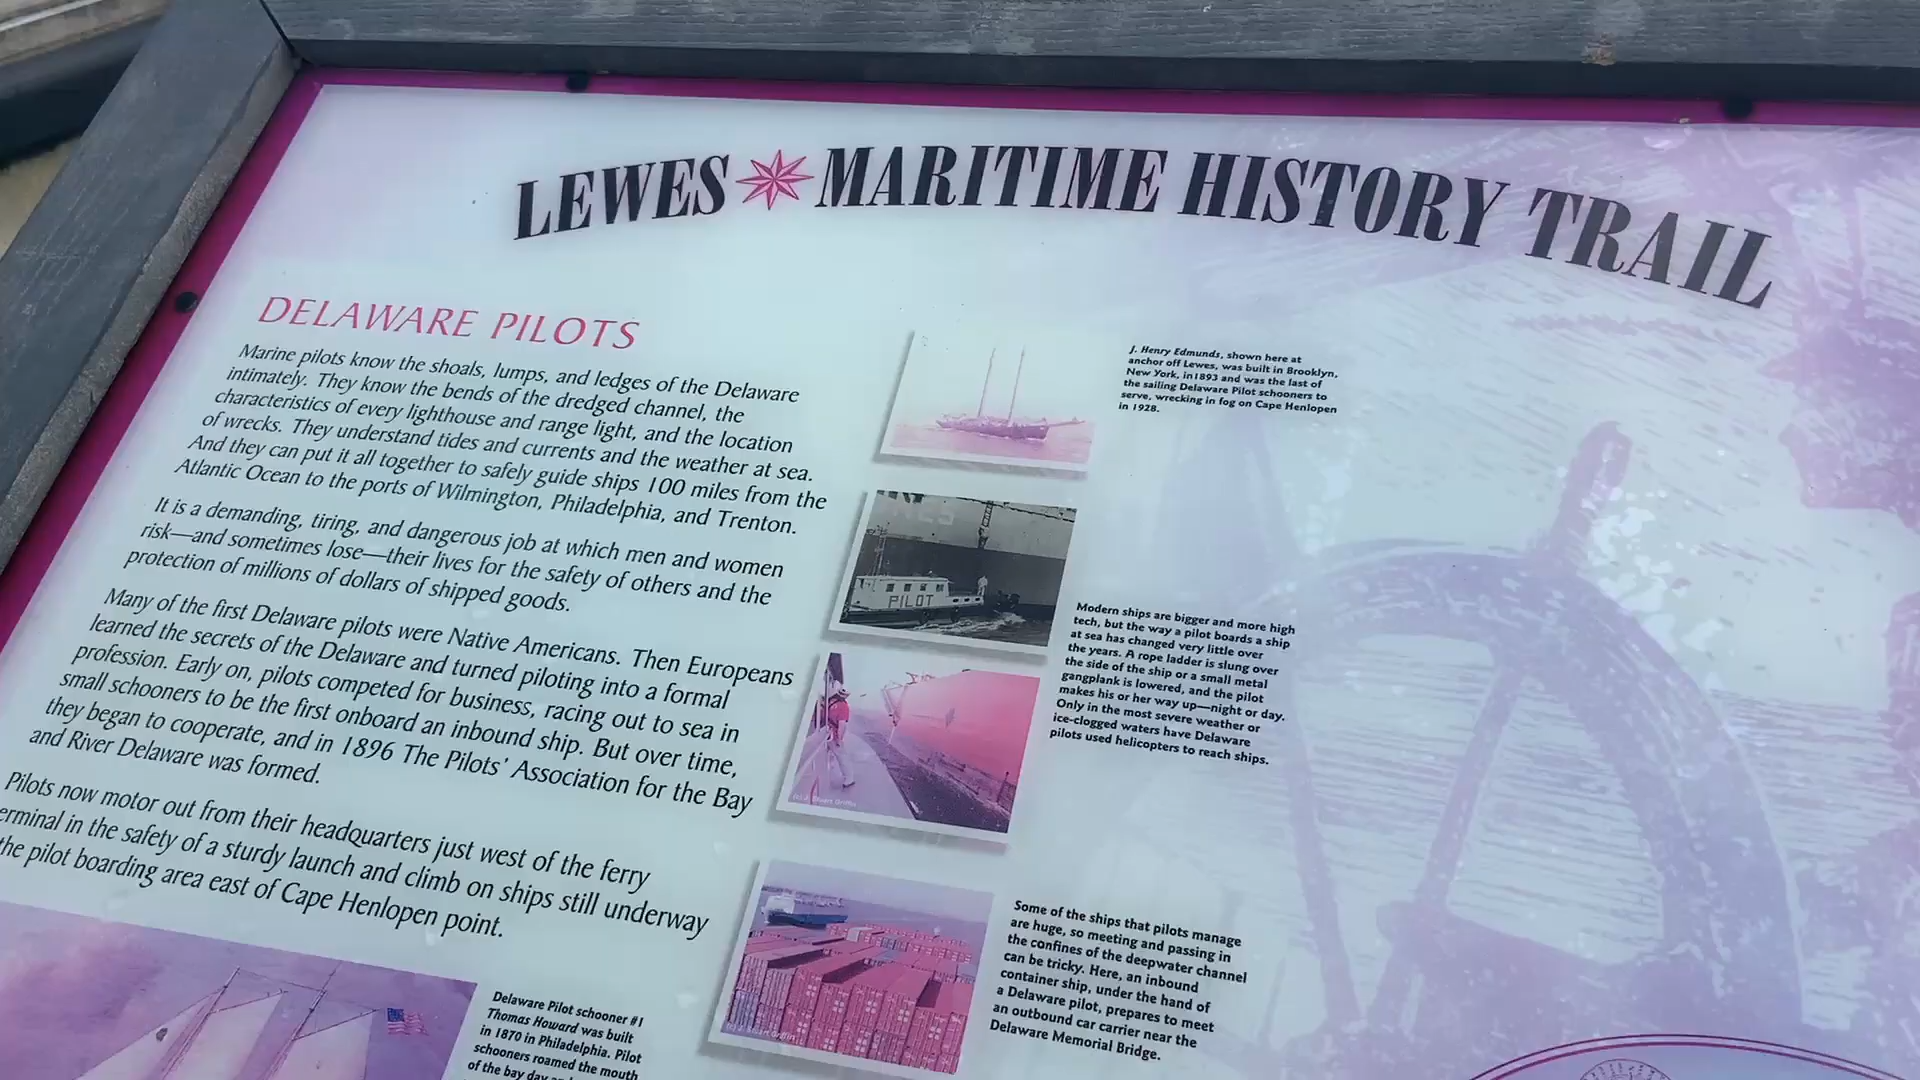 LEWES MARITIME HISTORY TRAIL
DELAWARE PILOTS
Marine pilots know the shoals, lumps, and ledges of the Delaware
intimately. They know the bends of the dredged channel, the
characteristics of every lighthouse and range light, and the location
of wrecks. They understand tides and currents and the weather at sea.
And they can put it all together to safely guide ships 100 miles from the
Atlantic Ocean to the ports of Wilmington, Philadelphia, and Trenton.
It is a demanding, tiring, and dangerous job at which men and women
risk—and sometimes lose—their lives for the safety of others and the
protection of millions of dollars of shipped goods.
Many of the first Delaware pilots were Native Americans. Then Europeans
learned the secrets of the Delaware and turned piloting into a formal
profession. Early on, pilots competed for business, racing out to sea in
small schooners to be the first onboard an inbound ship. But over time,
they began to cooperate, and in 1896 The Pilots' Association for the Bay
and River Delaware was formed.
Pilots now motor out from their headquarters just west of the ferry
erminal in the safety of a sturdy launch and climb on ships still underway
the pilot boarding area east of Cape Henlopen point.
Delaware Pilot schooner #1
Thomas Howard was built
in 1870 in Philadelphia. Pilot
schooners roamed the mouth
of the bay day
J. Henry Edmunds, shown here at
anchor off Lewes, was built in Brooklyn,
New York, in1893 and was the last of
the sailing Delaware Pilot schooners to
serve, wrecking in fog on Cape Henlopen
in 1928.
PILOT
Modern ships are bigger and more high
tech, but the way a pilot boards a ship
at sea has changed very little over
the years. A rope ladder is slung over
the side of the ship or a small metal
gangplank is lowered, and the pilot
makes his or her way up—night or day.
Only in the most severe weather or
ice-clogged waters have Delaware
pilots used helicopters to reach ships.
Some of the ships that pilots manage
are huge, so meeting and passing in
the confines of the deepwater channel
can be tricky. Here, an inbound
container ship, under the hand of
a Delaware pilot, prepares to meet
an outbound car carrier near the
Delaware Memorial Bridge.